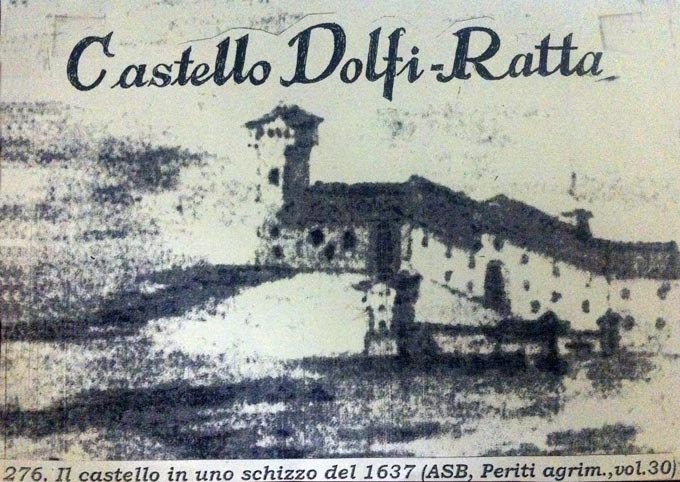 Castello Dolfi-Ratta
276. Il castello in uno schizzo del 1637 (ASB, Periti agrim.,vol.30)